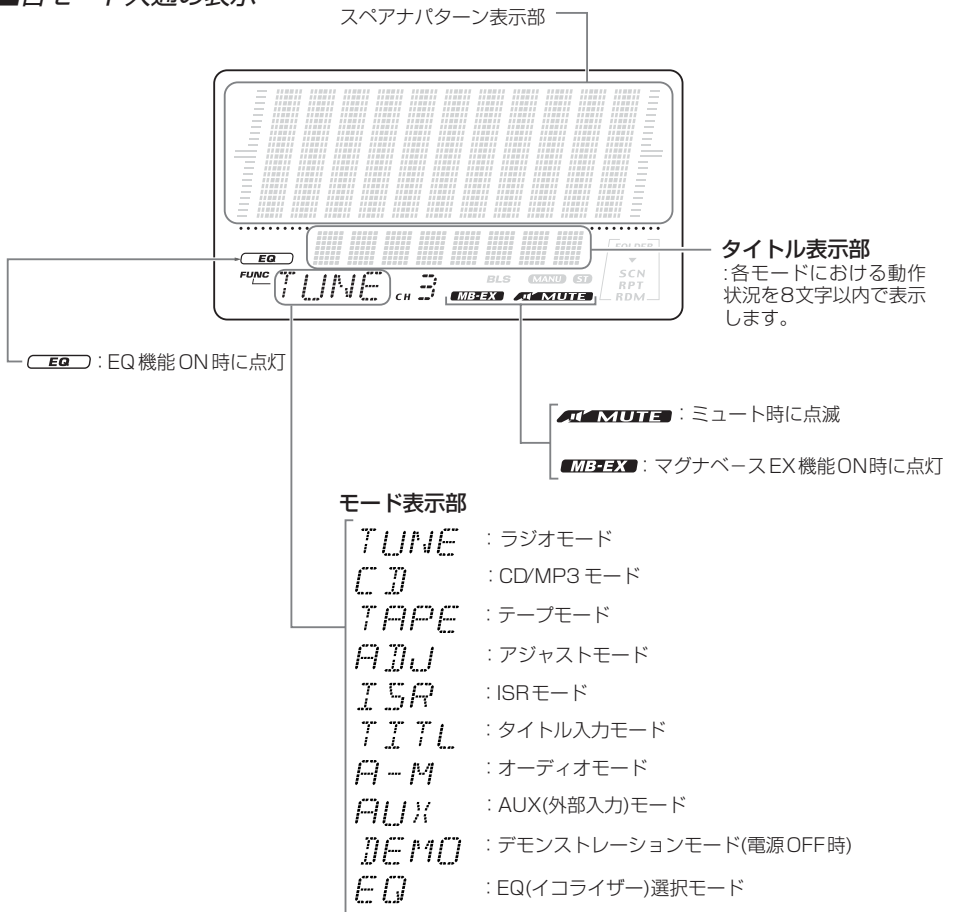 ■各モード共通の表示
スペアナパターン表示部
EQ
FUNC TUNE CH 3
BLS MANU ST
MB-EX MUTE
FOLDER
SCN
RPT
RDM
タイトル表示部
:各モードにおける動作
状況を8文字以内で表示
します。
EQ:EQ機能ON時に点灯
MUTE:ミュート時に点滅
MB-EX:マグナベースEX機能ON時に点灯
モード表示部
TUNE:ラジオモード
CD:CD/MP3モード
TAPE:テープモード
ADJ:アジャストモード
ISR:ISRモード
TITL:タイトル入力モード
A-M:オーディオモード
AUX:AUX(外部入力)モード
DEMO:デモンストレーションモード(電源OFF時)
EQ:EQ(イコライザー)選択モード